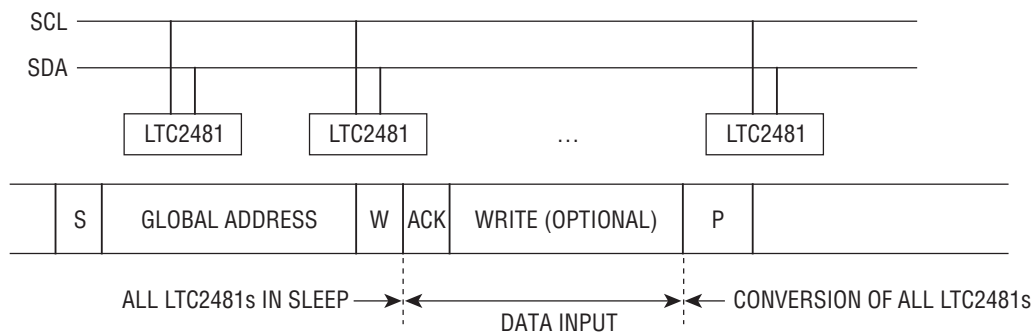 SCL
SDA
LTC2481 LTC2481 … LTC2481
S GLOBAL ADDRESS W ACK WRITE (OPTIONAL) P
ALL LTC2481s IN SLEEP DATA INPUT CONVERSION OF ALL LTC2481s